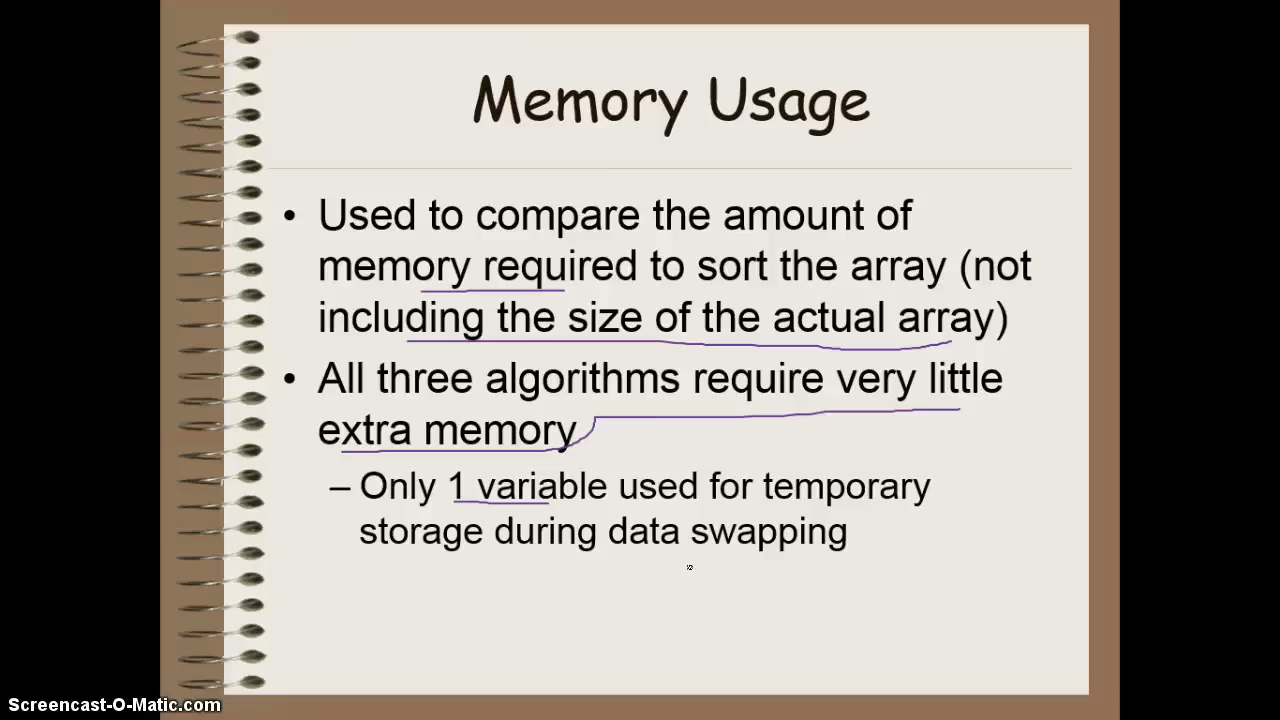 Memory Usage
• Used to compare the amount of
memory required to sort the array (not
including the size of the actual array)
• All three algorithms require very little
extra memory
– Only 1 variable used for temporary
storage during data swapping
Screencast-O-Matic.com